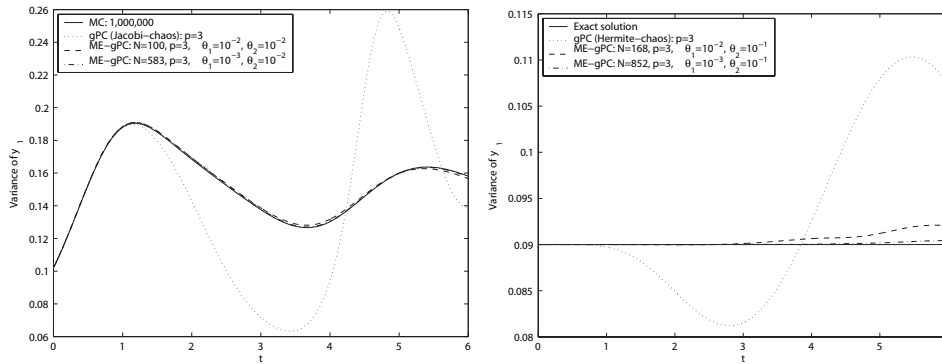 MC: 1,000,000
gPC (Jacobi−chaos): p=3
ME−gPC: N=100, p=3, θ1=10−2, θ2=10−2
ME−gPC: N=583, p=3, θ1=10−3, θ2=10−2
0.26
0.24
0.22
0.2
0.18
0.16
0.14
0.12
0.1
0.08
0.06
Variance of y1
0 1 2 3 4 5 6
t
Exact solution
gPC (Hermite−chaos): p=3
ME−gPC: N=168, p=3, θ1=10−2, θ2=10−1
ME−gPC: N=852, p=3, θ1=10−3, θ2=10−1
0.115
0.11
0.105
0.1
0.095
0.09
0.085
0.08
Variance of y1
0 1 2 3 4 5
t